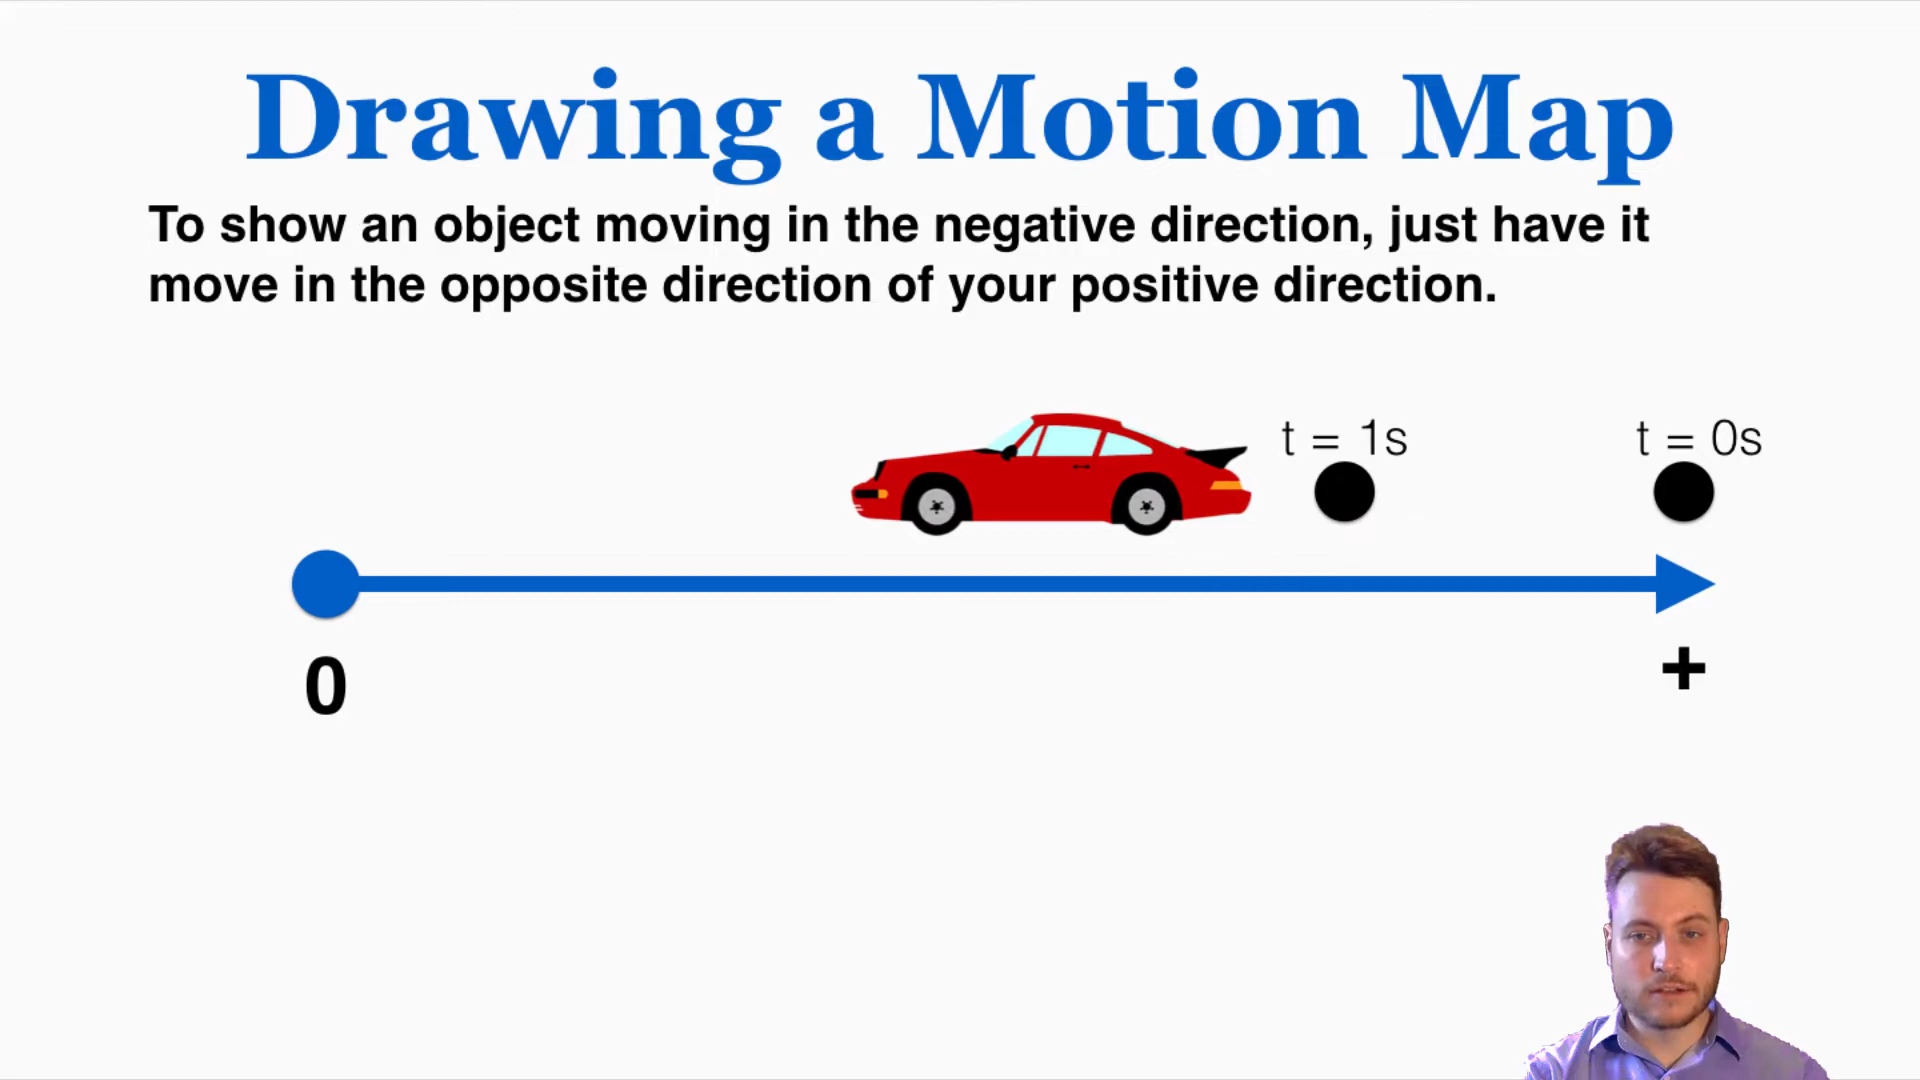 Drawing a Motion Map
To show an object moving in the negative direction, just have it
move in the opposite direction of your positive direction.
t = 1s
t = 0s
0
+